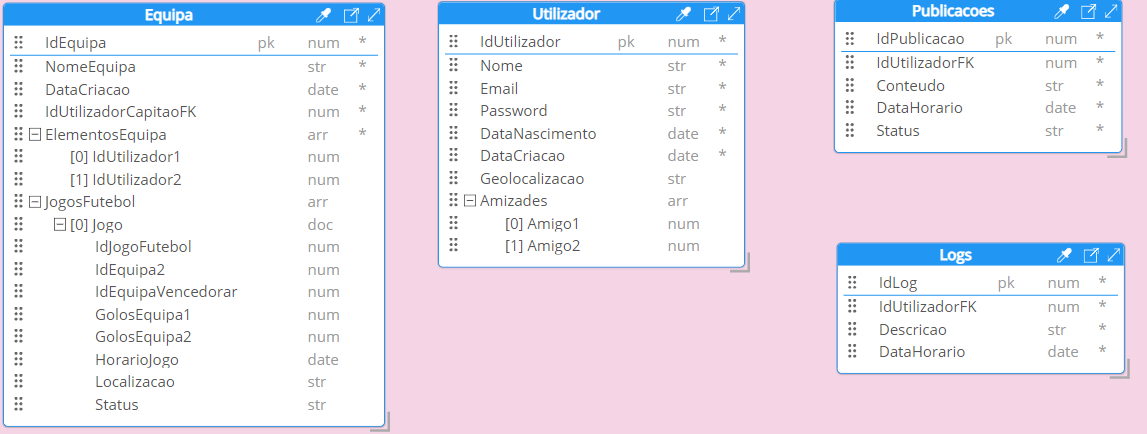 Equipa
IdEquipa pk num *
NomeEquipa str *
DataCriacao date *
IdUtilizadorCapitaoFK num *
ElementosEquipa arr *
[0] IdUtilizador1 num
[1] IdUtilizador2 num
JogosFutebol arr
[0] Jogo doc
IdJogoFutebol num
IdEquipa2 num
IdEquipaVencedorar num
GolosEquipa1 num
GolosEquipa2 num
HorarioJogo date
Localizacao str
Status str
Utilizador
IdUtilizador pk num *
Nome str *
Email str *
Password str *
DataNascimento date *
DataCriacao date *
Geolocalizacao str
Amizades arr
[0] Amigo1 num
[1] Amigo2 num
Publicacoes
IdPublicacao pk num *
IdUtilizadorFK num *
Conteudo str *
DataHorario date *
Status str *
Logs
IdLog pk num *
IdUtilizadorFK num *
Descricao str *
DataHorario date *